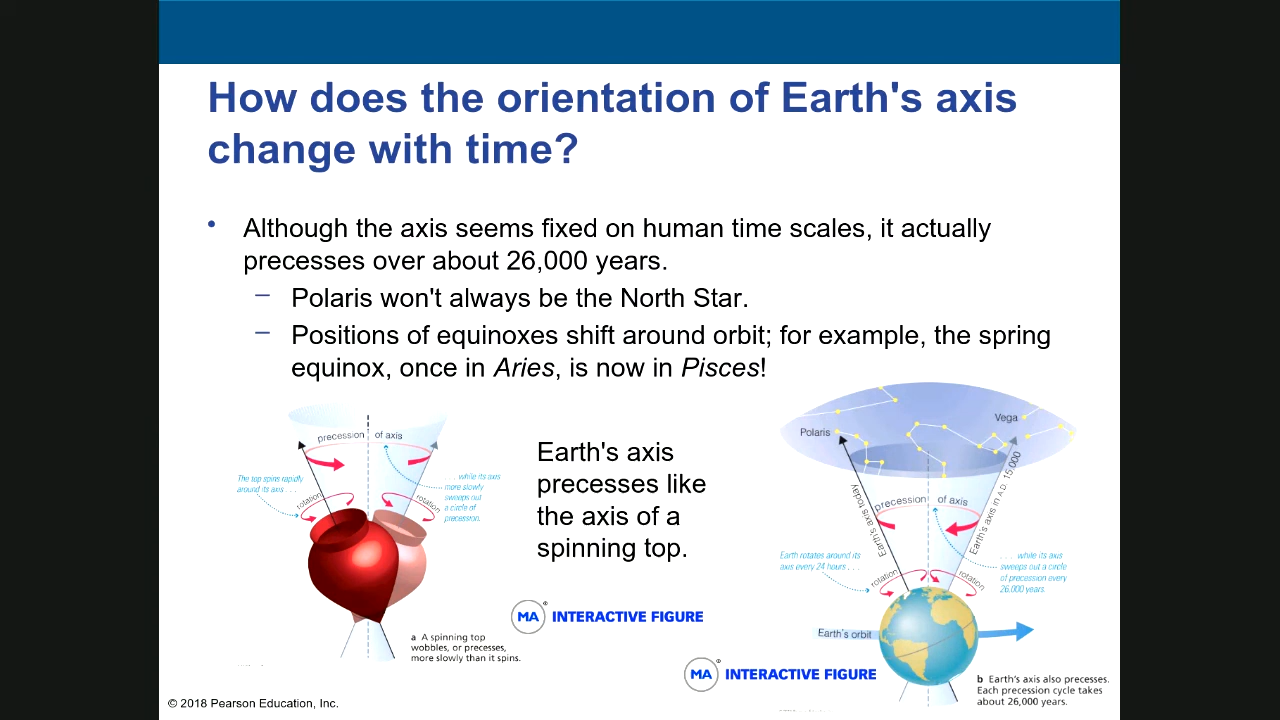 How does the orientation of Earth's axis
change with time?
• Although the axis seems fixed on human time scales, it actually
precesses over about 26,000 years.
– Polaris won't always be the North Star.
– Positions of equinoxes shift around orbit; for example, the spring
equinox, once in Aries, is now in Pisces!
precession of axis
The top spins rapidly
around its axis . . .
. . . while its axis
more slowly
sweeps out
a circle of
precession.
rotation
rotation
a A spinning top
wobbles, or precesses,
more slowly than it spins.
Earth's axis
precesses like
the axis of a
spinning top.
MA® INTERACTIVE FIGURE
Vega
Polaris
Earth's axis today
precession of axis
Earth's axis in A.D. 15,000
Earth rotates around its
axis every 24 hours . . .
. . . while its axis
sweeps out a circle
of precession every
26,000 years.
rotation
rotation
Earth's orbit
MA® INTERACTIVE FIGURE
b Earth's axis also precesses.
Each precession cycle takes
about 26,000 years.
© 2018 Pearson Education, Inc.